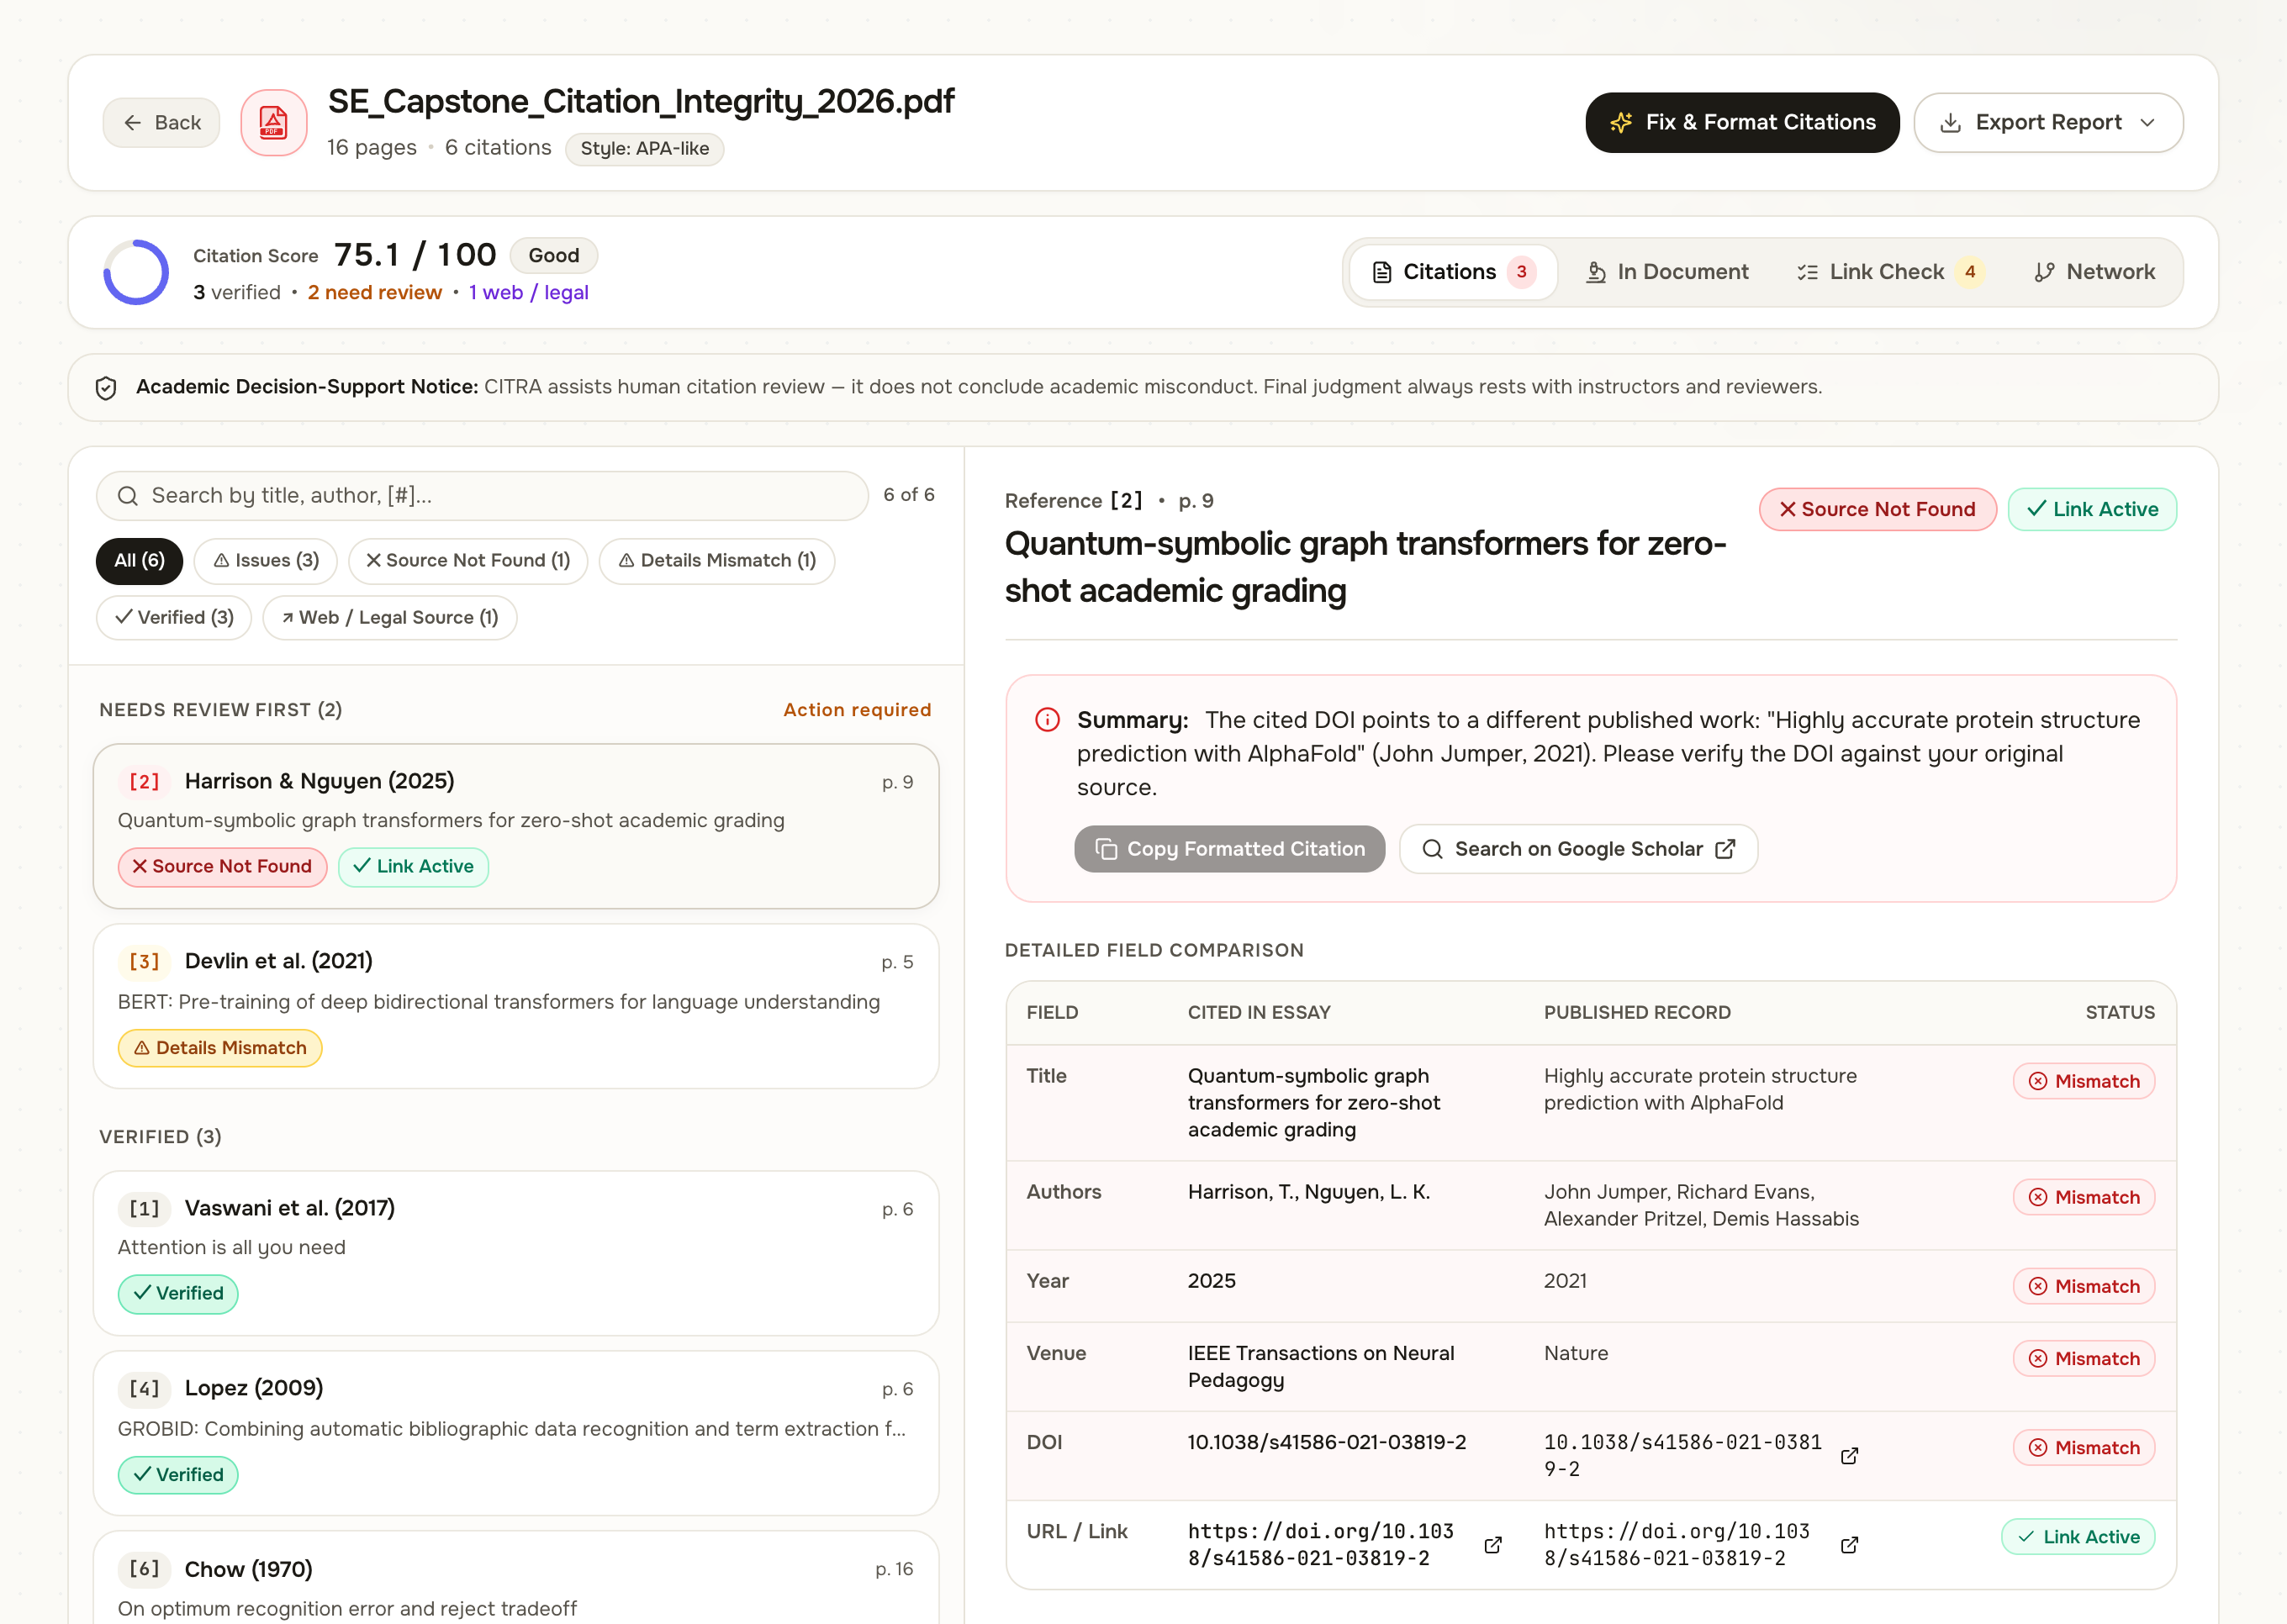 Back
SE_Capstone_Citation_Integrity_2026.pdf
16 pages • 6 citations Style: APA-like
Fix & Format Citations
Export Report
Citation Score 75.1 / 100 Good
3 verified • 2 need review • 1 web / legal
Citations 3
In Document
Link Check 4
Network
Academic Decision-Support Notice: CITRA assists human citation review — it does not conclude academic misconduct. Final judgment always rests with instructors and reviewers.
Search by title, author, [#]...
6 of 6
All (6) Issues (3) Source Not Found (1) Details Mismatch (1)
Verified (3) Web / Legal Source (1)
NEEDS REVIEW FIRST (2) Action required
[2] Harrison & Nguyen (2025) p. 9
Quantum-symbolic graph transformers for zero-shot academic grading
Source Not Found Link Active
[3] Devlin et al. (2021) p. 5
BERT: Pre-training of deep bidirectional transformers for language understanding
Details Mismatch
VERIFIED (3)
[1] Vaswani et al. (2017) p. 6
Attention is all you need
Verified
[4] Lopez (2009) p. 6
GROBID: Combining automatic bibliographic data recognition and term extraction f...
Verified
[6] Chow (1970) p. 16
On optimum recognition error and reject tradeoff
Reference [2] • p. 9
Source Not Found Link Active
Quantum-symbolic graph transformers for zero-
shot academic grading
Summary: The cited DOI points to a different published work: "Highly accurate protein structure
prediction with AlphaFold" (John Jumper, 2021). Please verify the DOI against your original
source.
Copy Formatted Citation
Search on Google Scholar
DETAILED FIELD COMPARISON
FIELD CITED IN ESSAY PUBLISHED RECORD STATUS
Title
Quantum-symbolic graph
transformers for zero-shot
academic grading
Highly accurate protein structure
prediction with AlphaFold
Mismatch
Authors
Harrison, T., Nguyen, L. K.
John Jumper, Richard Evans,
Alexander Pritzel, Demis Hassabis
Mismatch
Year
2025
2021
Mismatch
Venue
IEEE Transactions on Neural
Pedagogy
Nature
Mismatch
DOI
10.1038/s41586-021-03819-2
10.1038/s41586-021-0381
9-2
Mismatch
URL / Link
https://doi.org/10.103
8/s41586-021-03819-2
https://doi.org/10.103
8/s41586-021-03819-2
Link Active